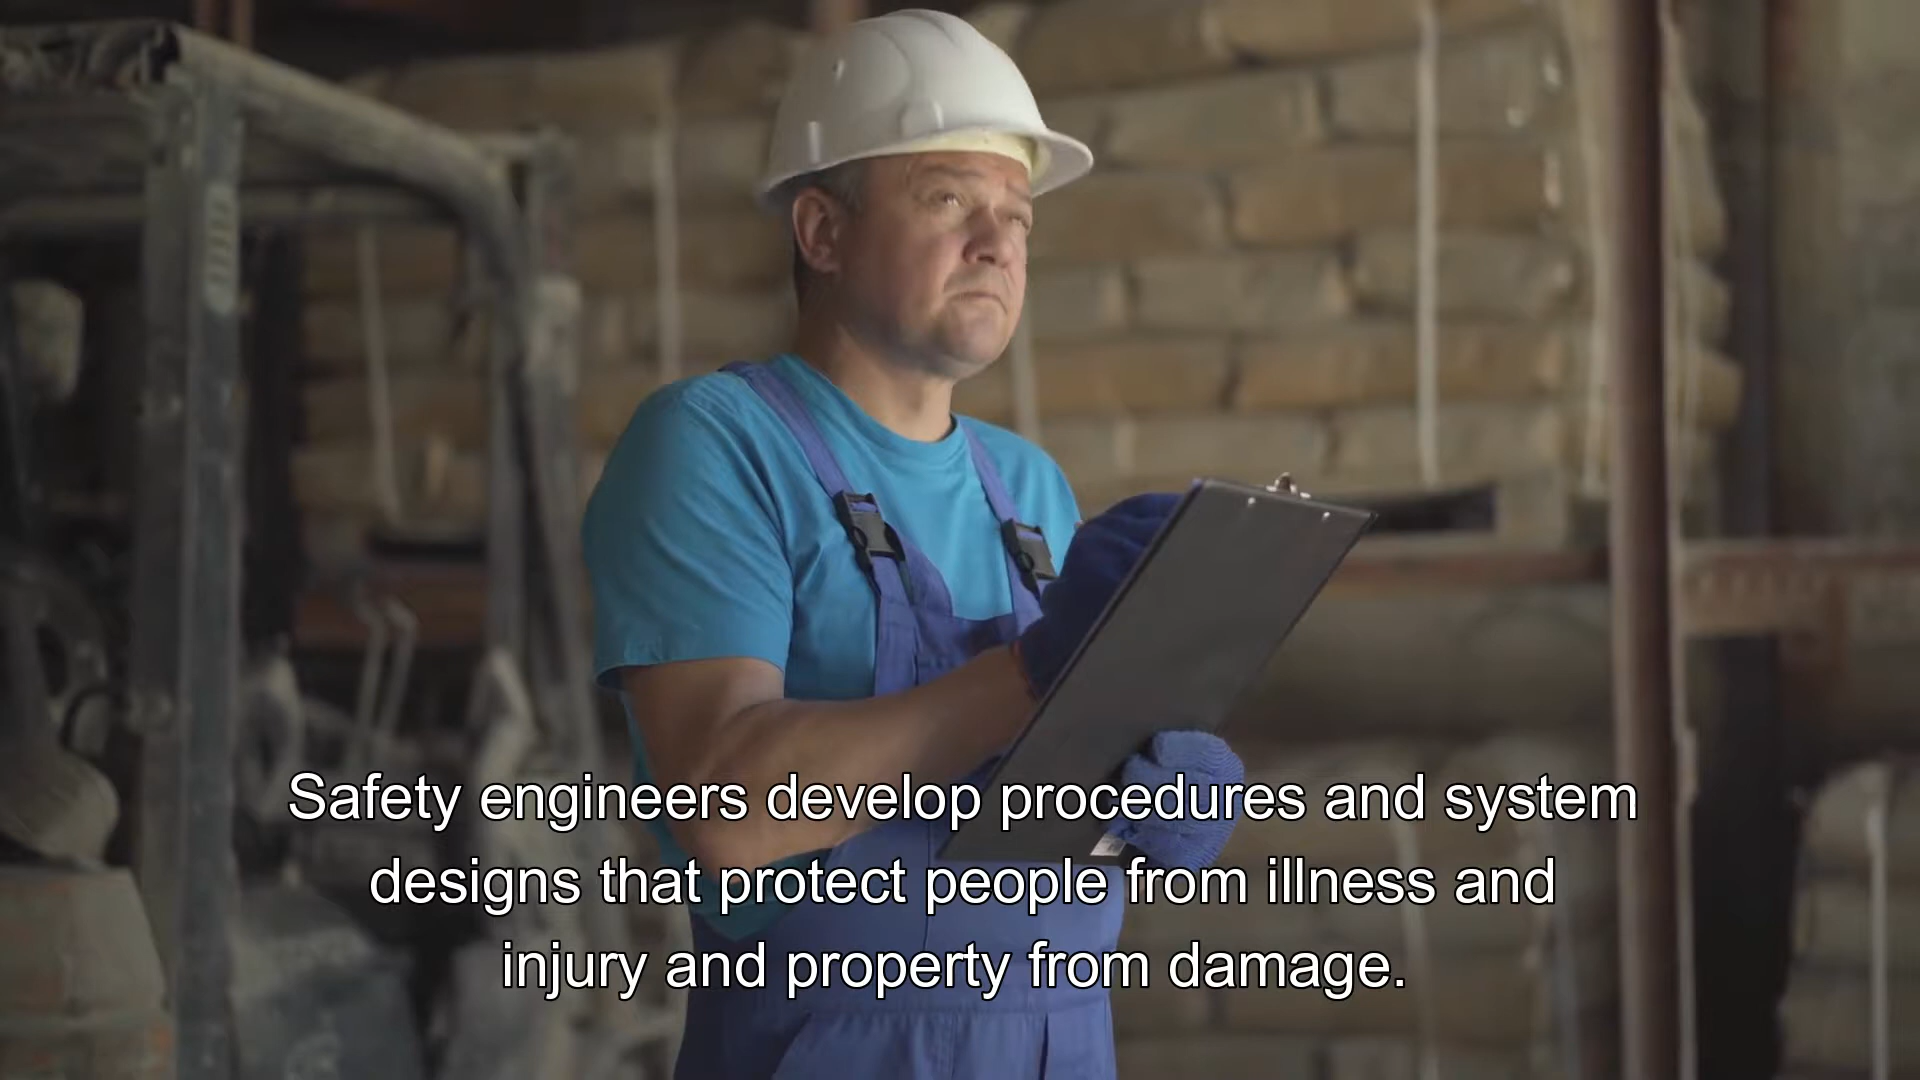 Safety engineers develop procedures and system
designs that protect people from illness and
injury and property from damage.